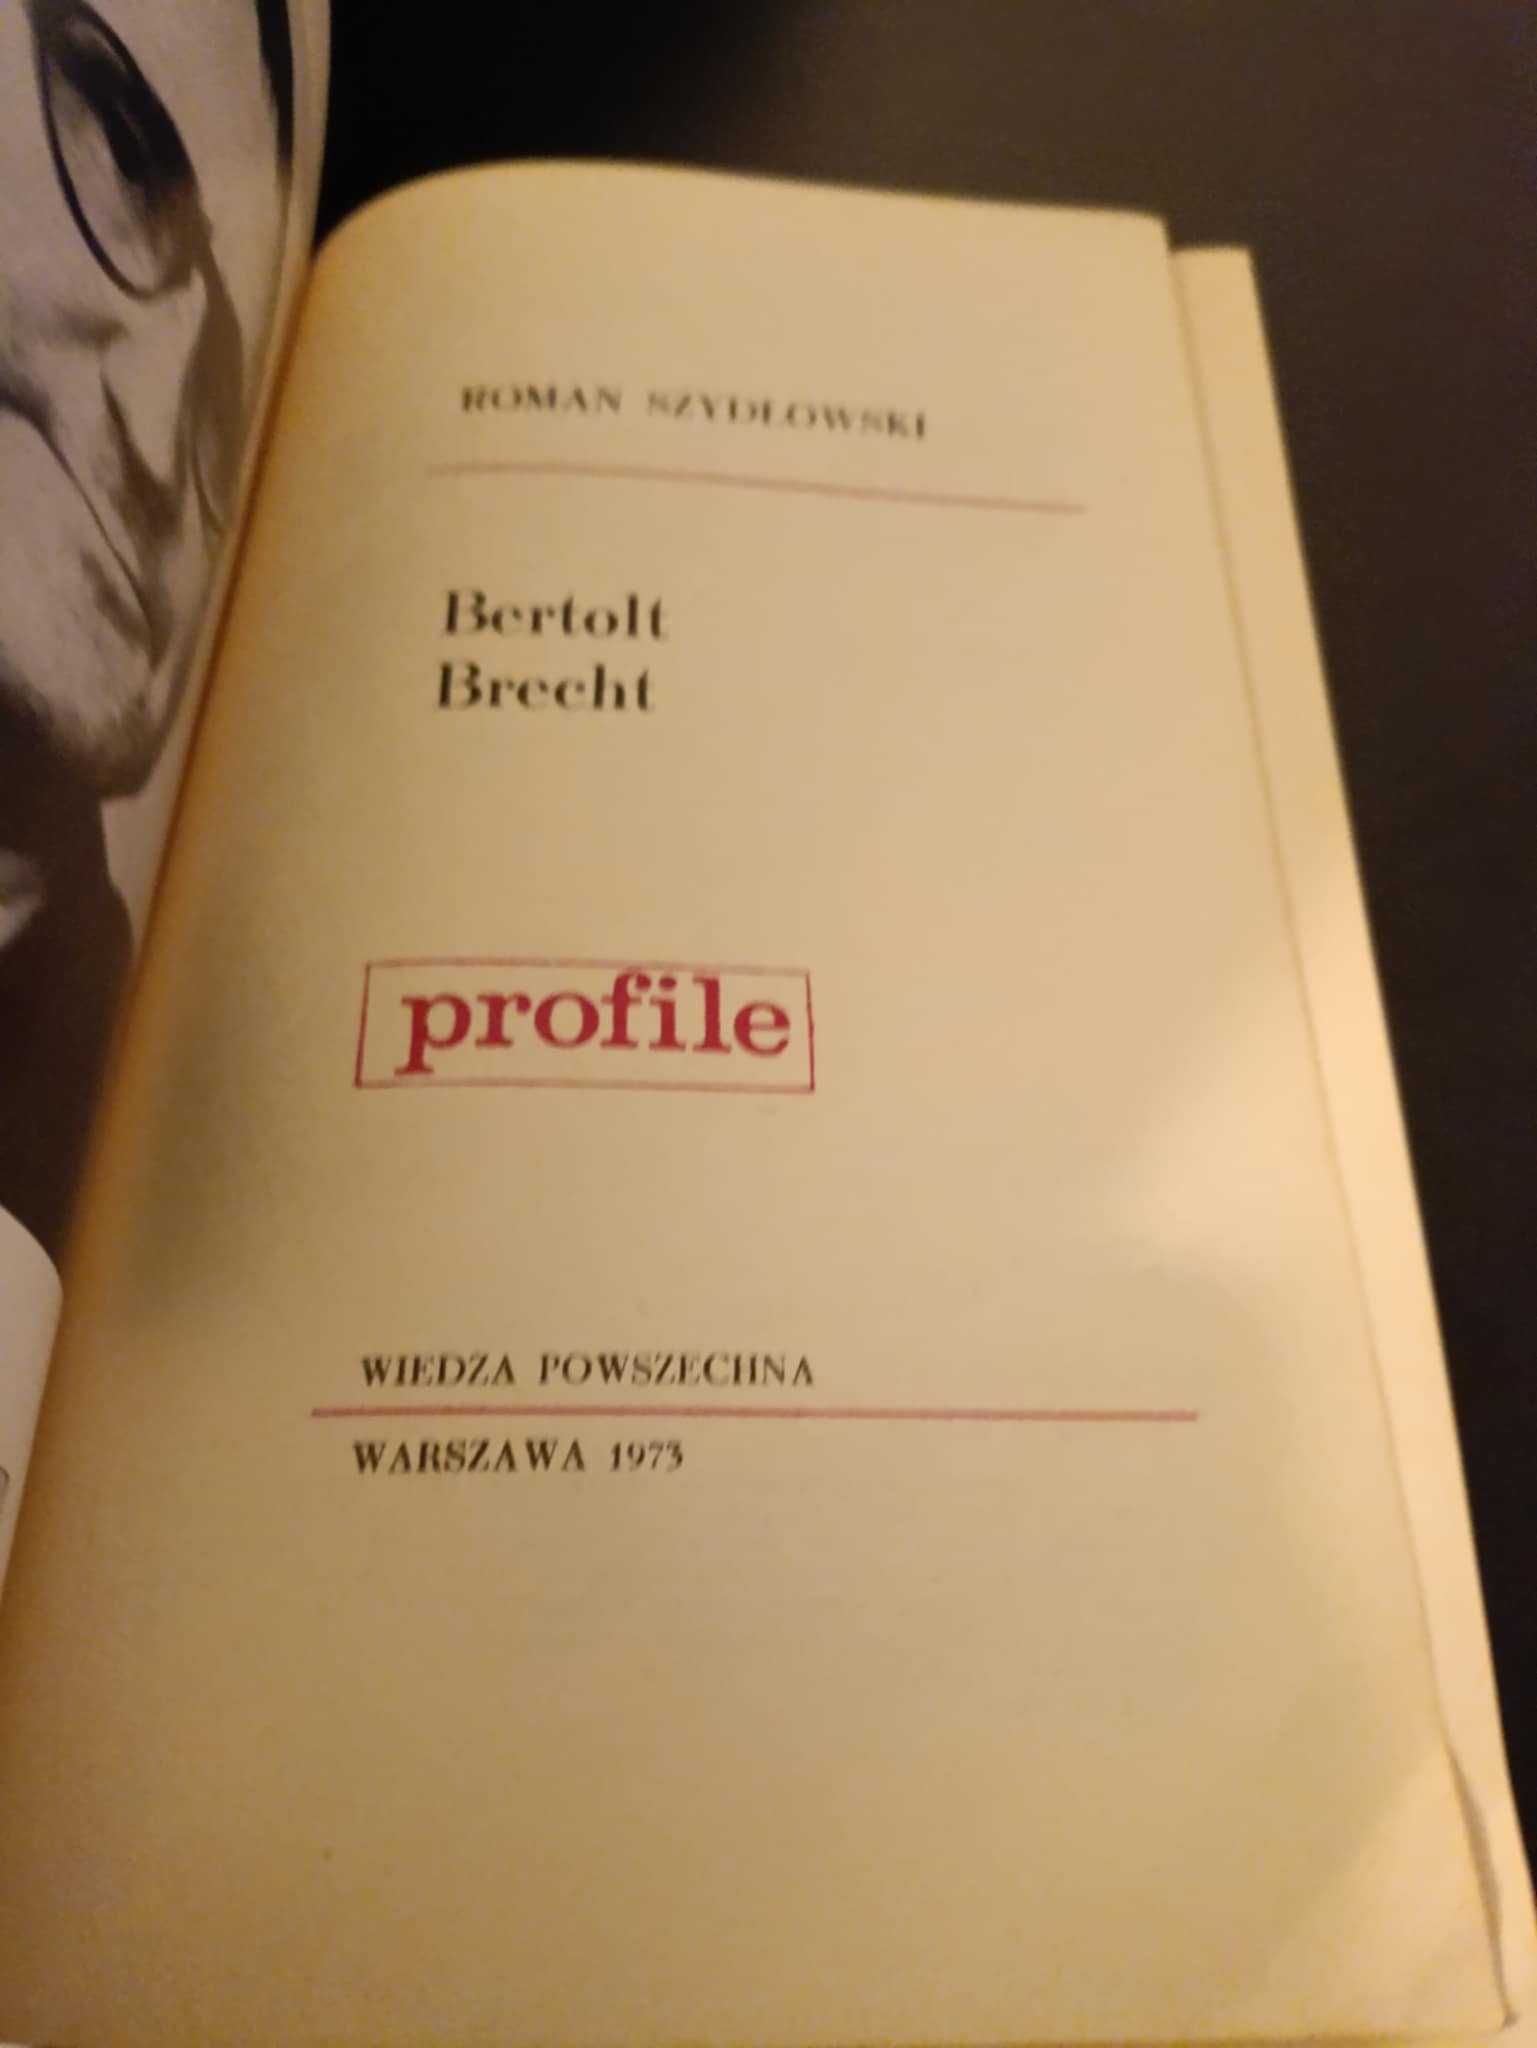 ROMAN SZYDŁOWSKI
Bertolt
Brecht
profile
WIEDZA POWSZECHNA
WARSZAWA 1973